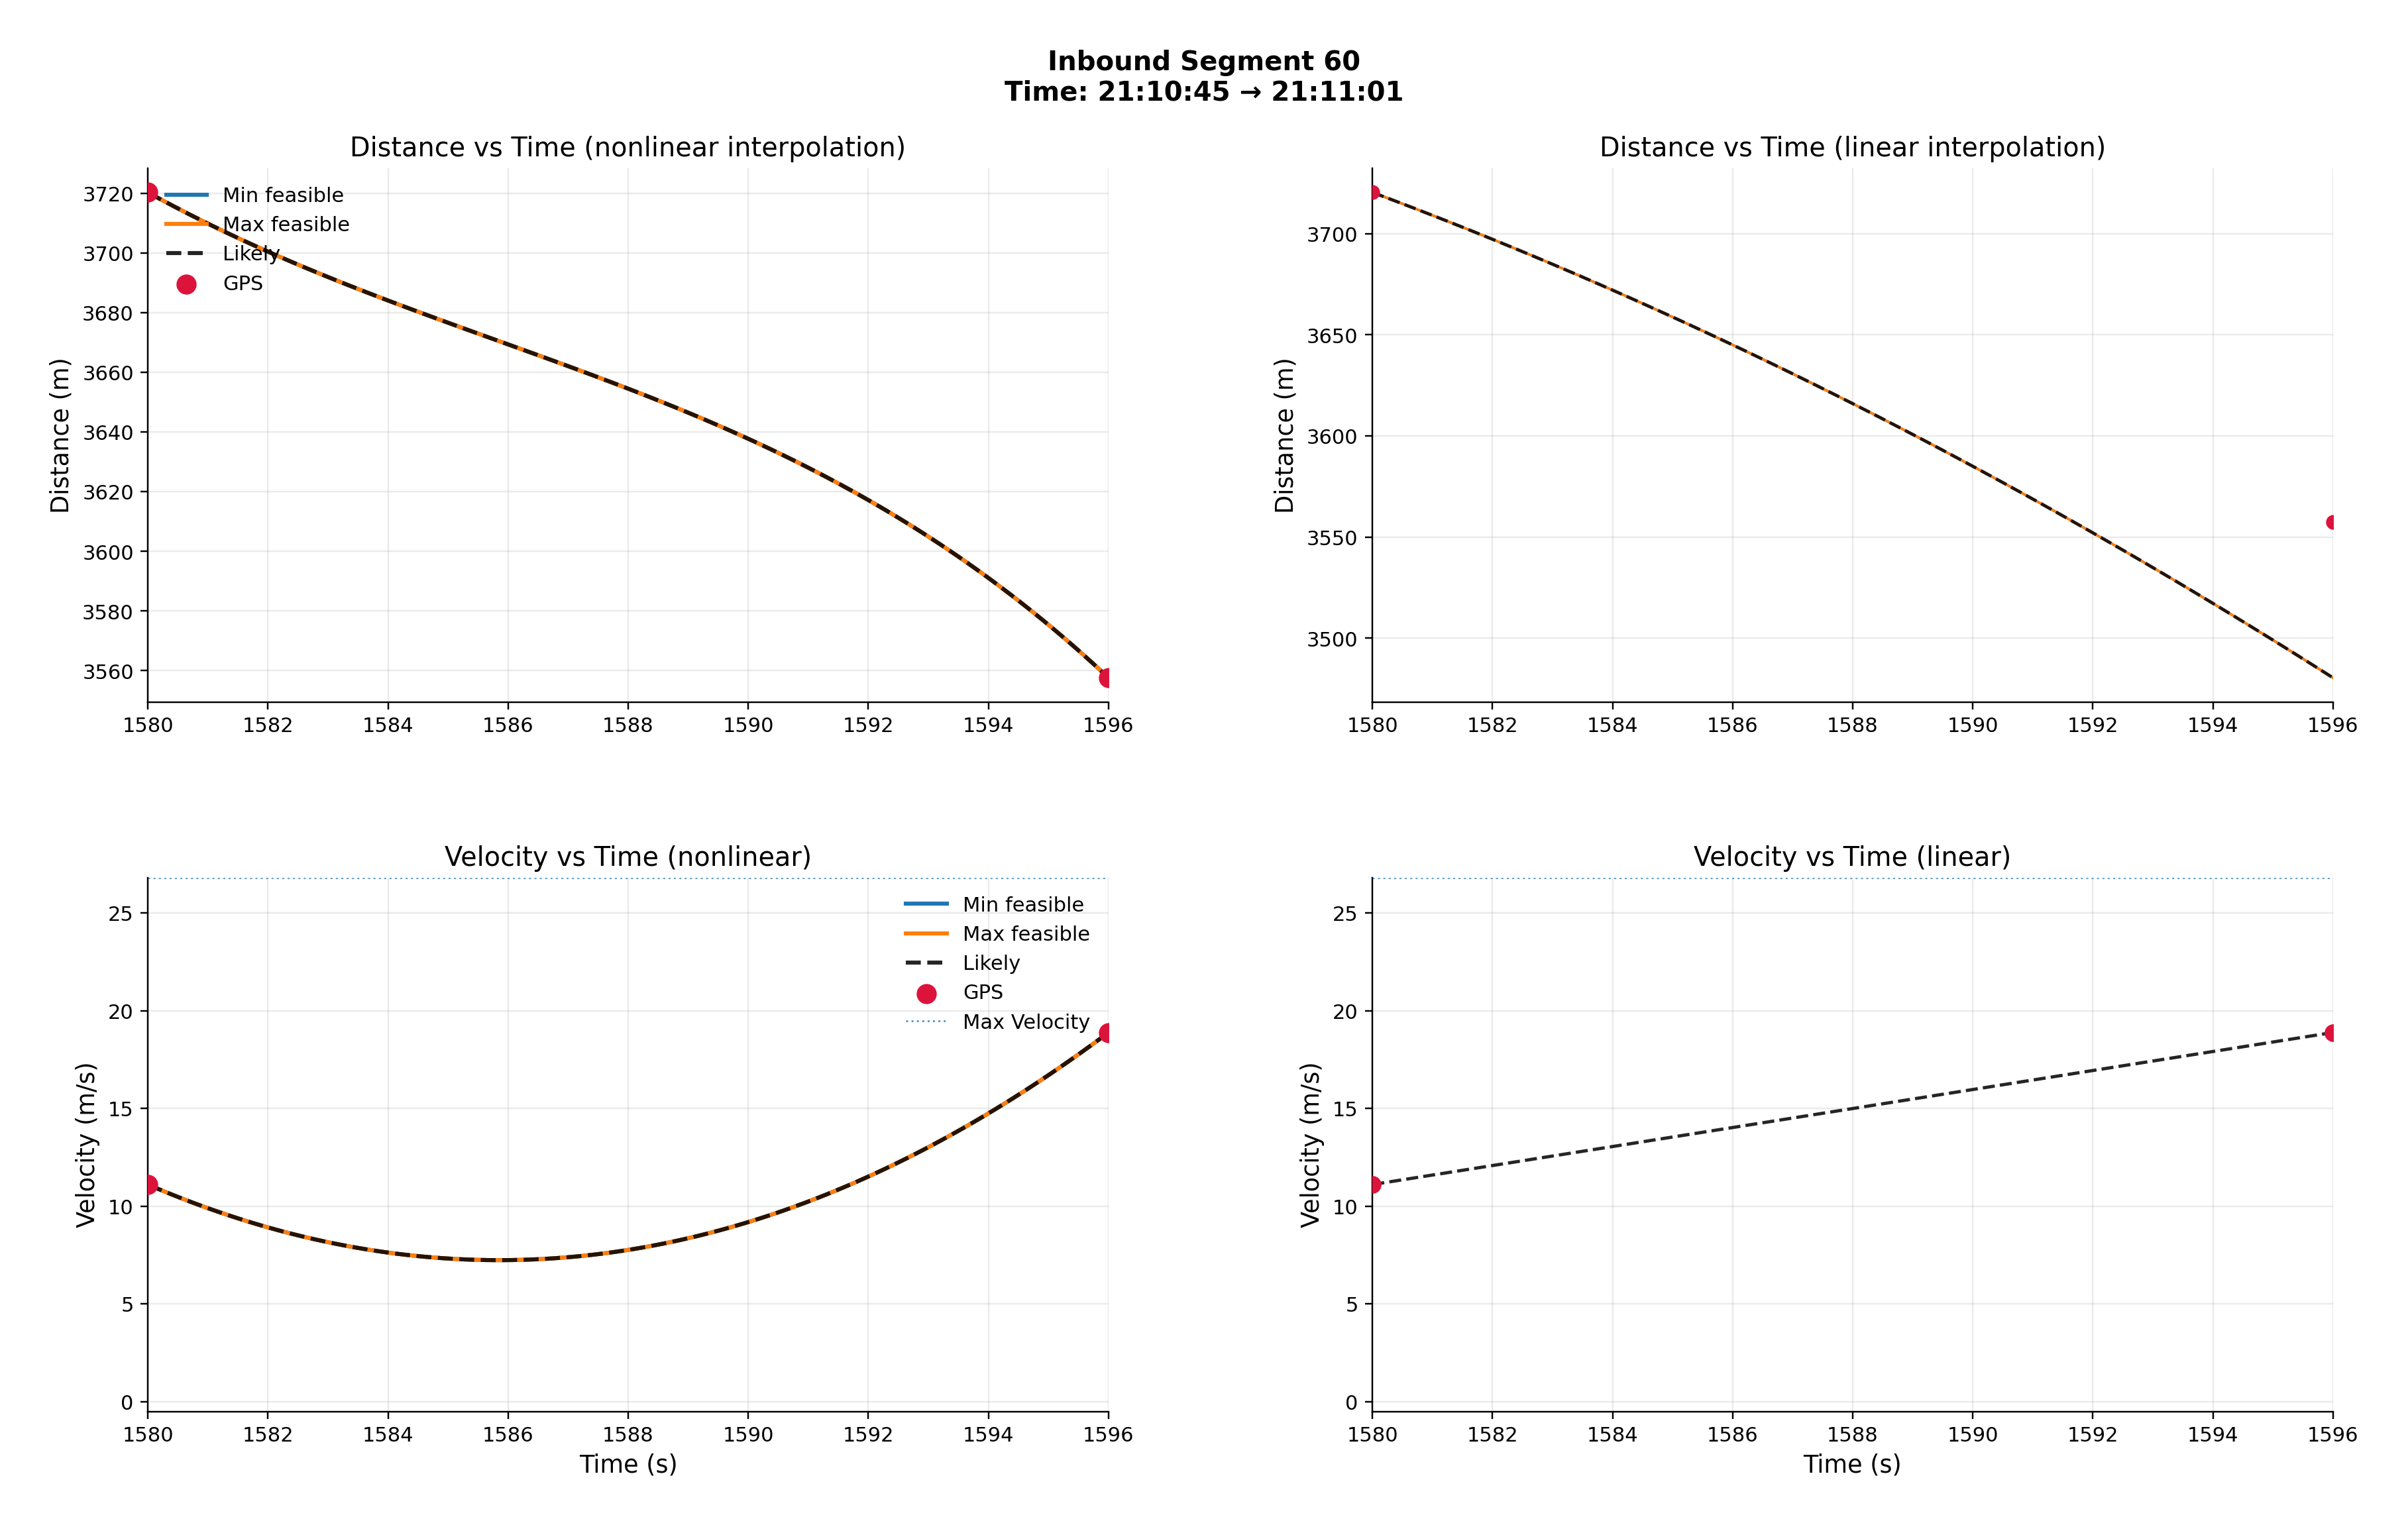 Inbound Segment 60
Time: 21:10:45 → 21:11:01
Distance vs Time (nonlinear interpolation)
Distance (m)
3720
3700
3680
3660
3640
3620
3600
3580
3560
Min feasible
Max feasible
Likely
GPS
1580 1582 1584 1586 1588 1590 1592 1594 1596
Distance vs Time (linear interpolation)
Distance (m)
3700
3650
3600
3550
3500
1580 1582 1584 1586 1588 1590 1592 1594 1596
Velocity vs Time (nonlinear)
Velocity (m/s)
25
20
15
10
5
0
Min feasible
Max feasible
Likely
GPS
Max Velocity
1580 1582 1584 1586 1588 1590 1592 1594 1596
Time (s)
Velocity vs Time (linear)
Velocity (m/s)
25
20
15
10
5
0
1580 1582 1584 1586 1588 1590 1592 1594 1596
Time (s)